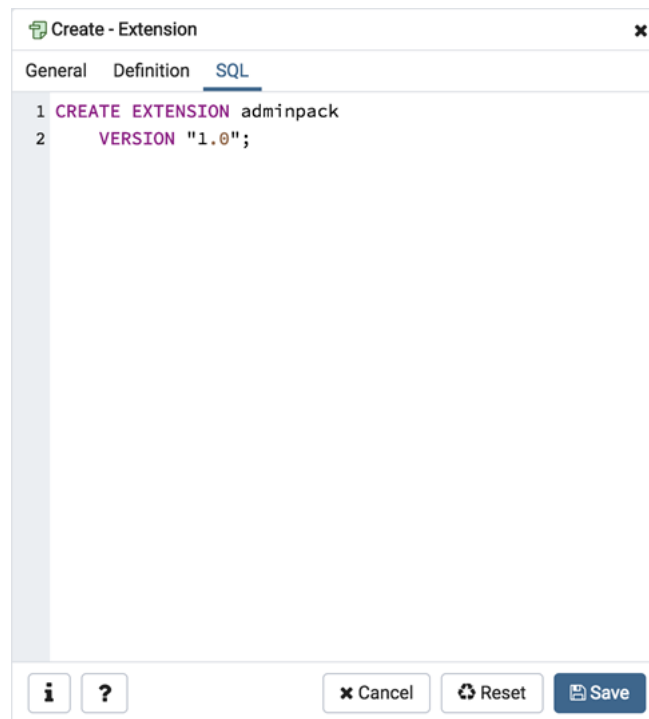 Create - Extension
General Definition SQL
1 CREATE EXTENSION adminpack
2 VERSION "1.0";
i ? Cancel Reset Save